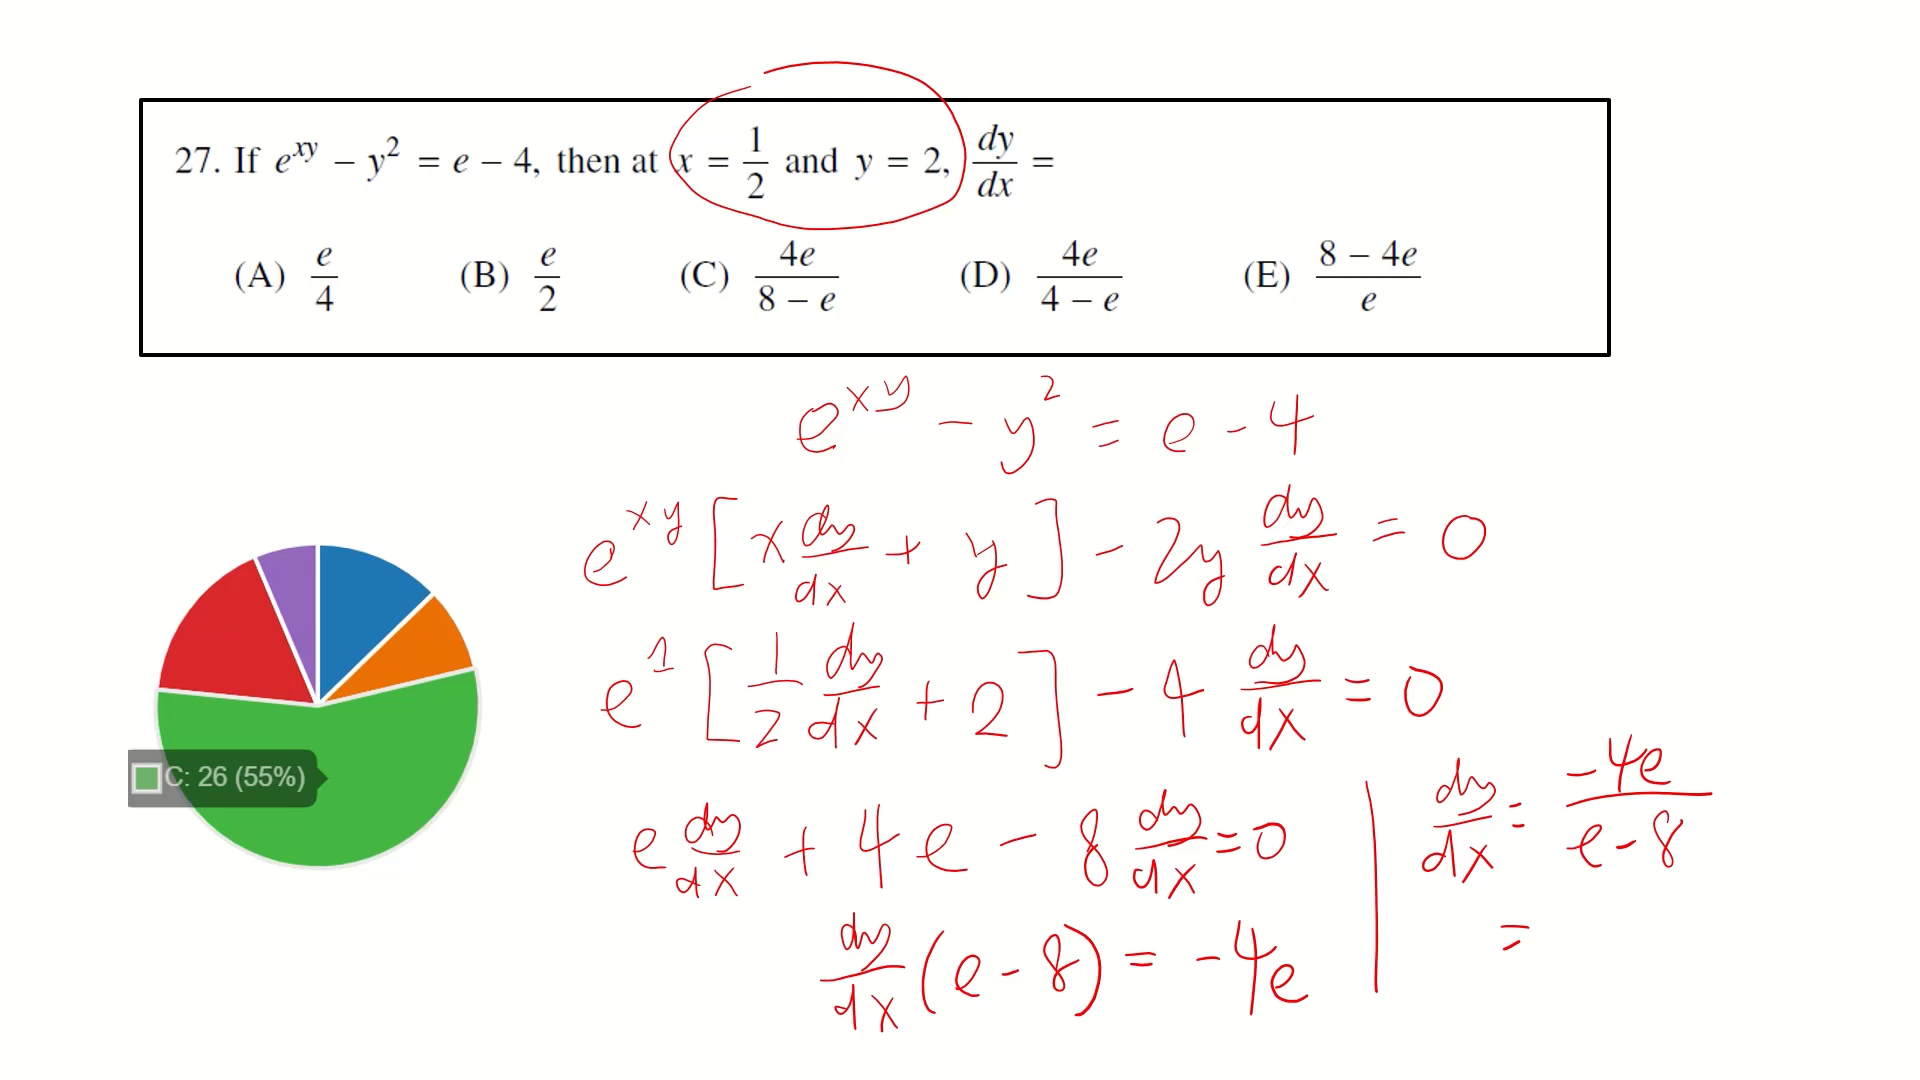 27. If e^{xy} − y² = e − 4, then at x = 1/2 and y = 2, dy/dx =
(A) e/4 (B) e/2 (C) 4e/(8 − e) (D) 4e/(4 − e) (E) (8 − 4e)/e
e^{xy} − y² = e − 4
e^{xy} [x dy/dx + y] − 2y dy/dx = 0
e^1 [1/2 dy/dx + 2] − 4 dy/dx = 0
C: 26 (55%)
e dy/dx + 4e − 8 dy/dx = 0
dy/dx (e − 8) = −4e
dy/dx = −4e/(e − 8)
=